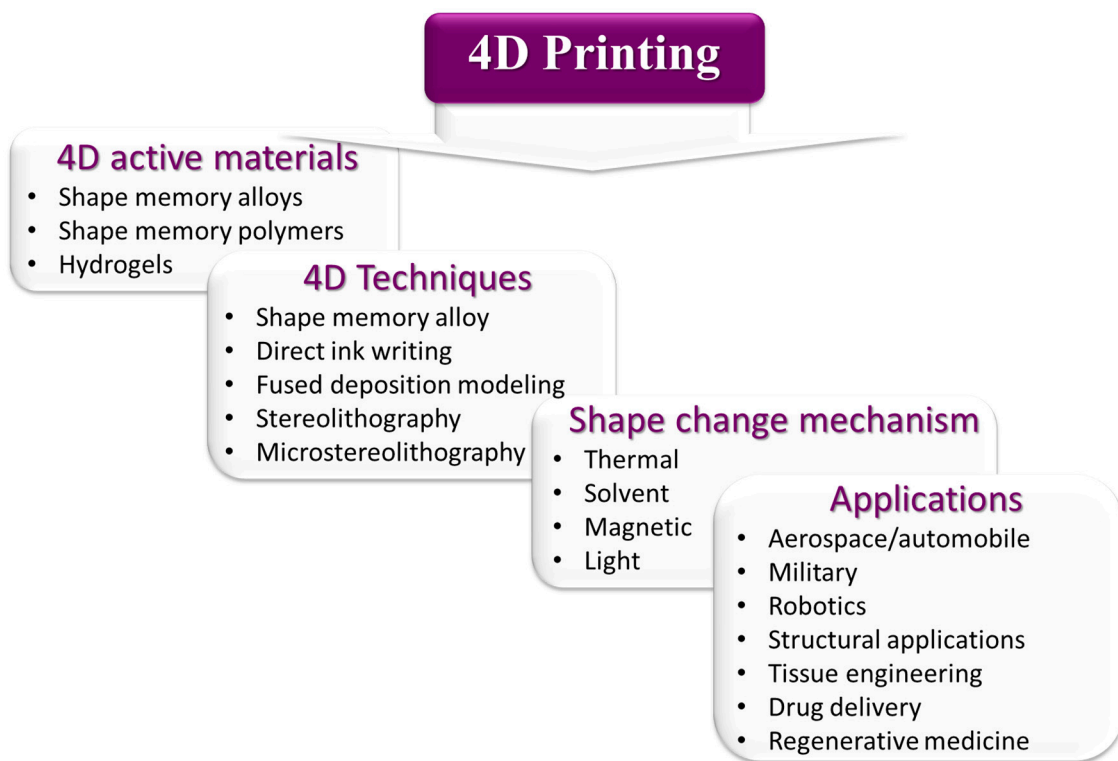 4D Printing
4D active materials
• Shape memory alloys
• Shape memory polymers
• Hydrogels
4D Techniques
• Shape memory alloy
• Direct ink writing
• Fused deposition modeling
• Stereolithography
• Microstereolithography
Shape change mechanism
• Thermal
• Solvent
• Magnetic
• Light
Applications
• Aerospace/automobile
• Military
• Robotics
• Structural applications
• Tissue engineering
• Drug delivery
• Regenerative medicine